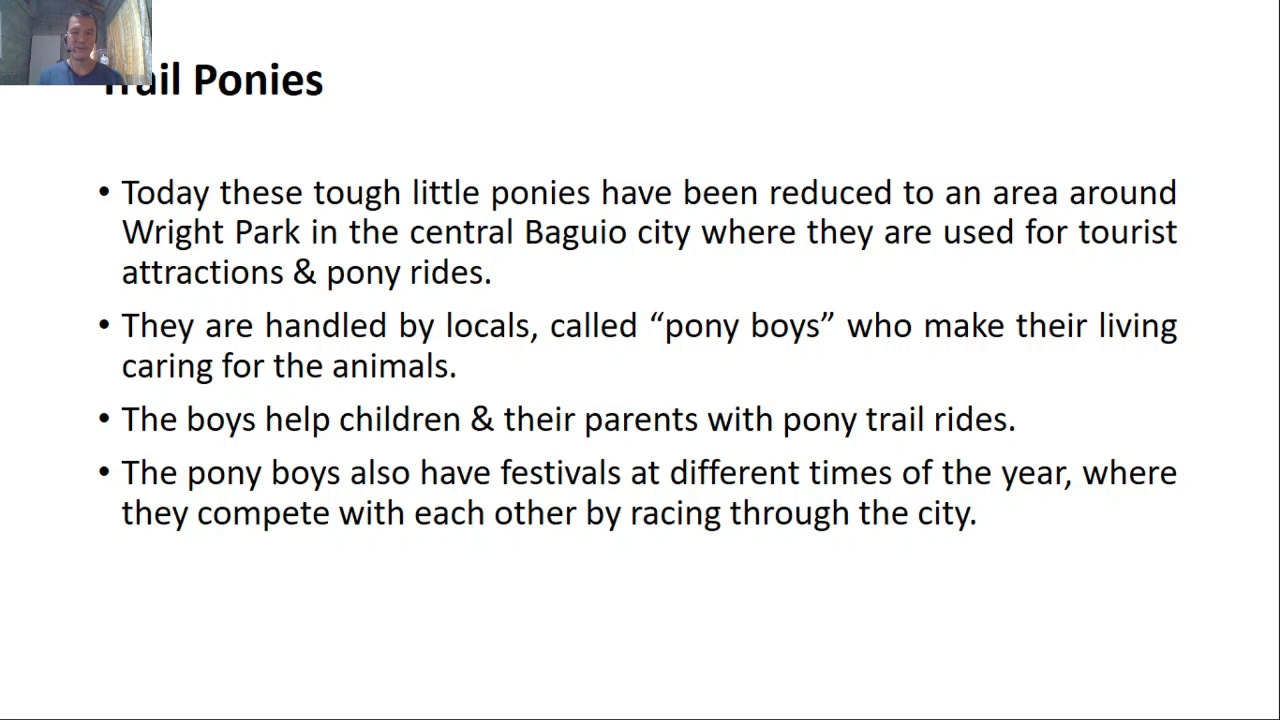 Trail Ponies
• Today these tough little ponies have been reduced to an area around
Wright Park in the central Baguio city where they are used for tourist
attractions & pony rides.
• They are handled by locals, called “pony boys” who make their living
caring for the animals.
• The boys help children & their parents with pony trail rides.
• The pony boys also have festivals at different times of the year, where
they compete with each other by racing through the city.